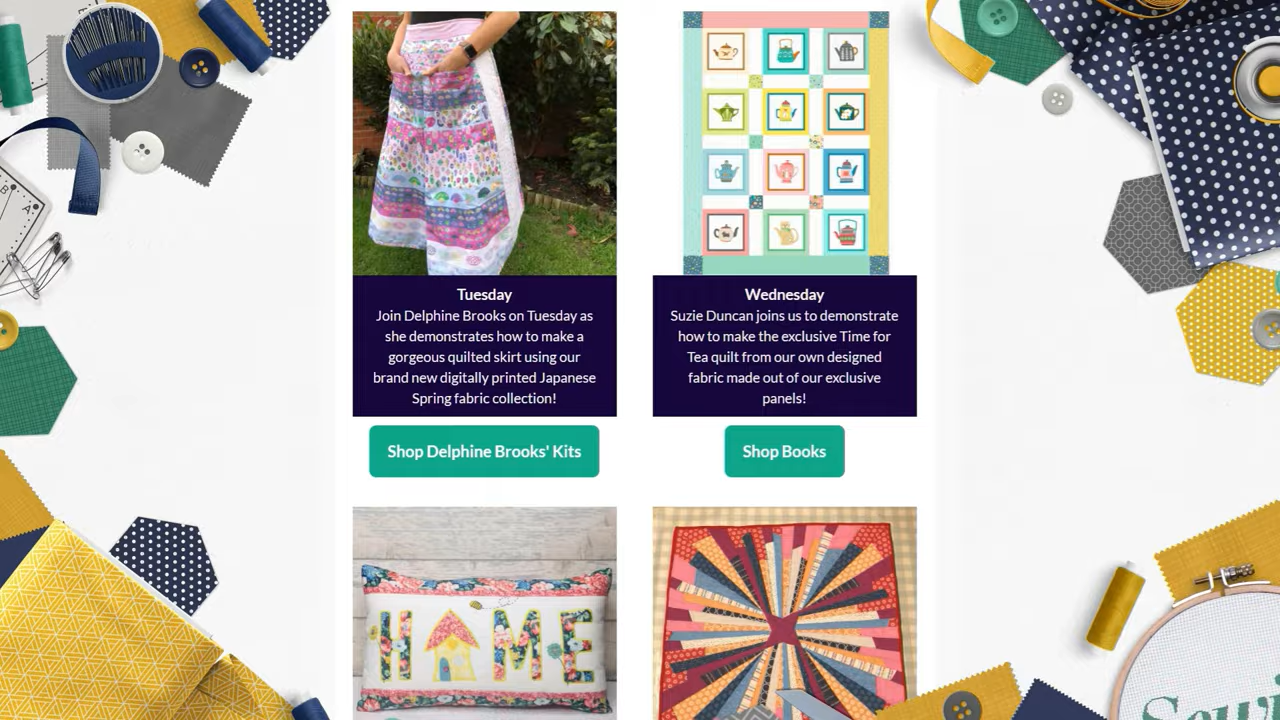 Tuesday
Join Delphine Brooks on Tuesday as
she demonstrates how to make a
gorgeous quilted skirt using our
brand new digitally printed Japanese
Spring fabric collection!
Shop Delphine Brooks' Kits
Wednesday
Suzie Duncan joins us to demonstrate
how to make the exclusive Time for
Tea quilt from our own designed
fabric made out of our exclusive
panels!
Shop Books
HOME